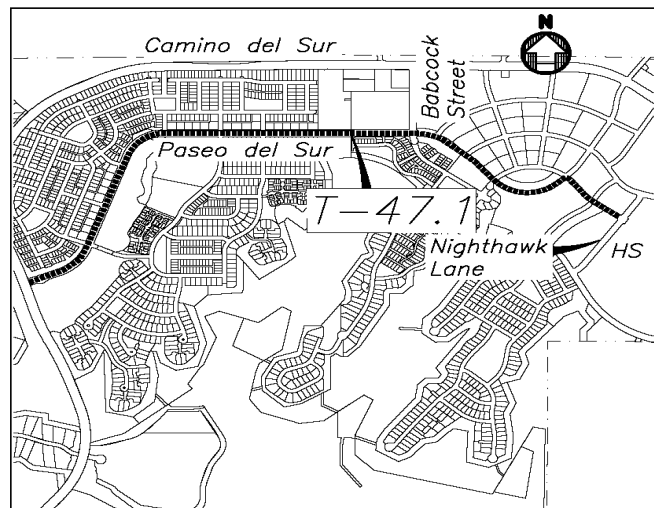 N
Camino del Sur
Babcock
Street
Paseo del Sur
T-47.1
Nighthawk
Lane
HS